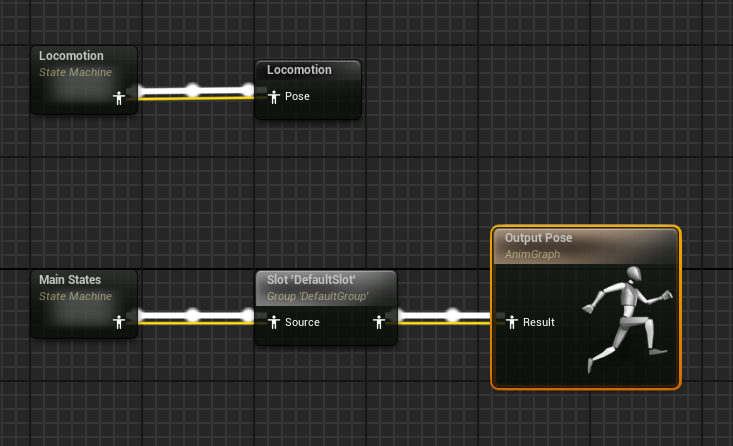 Locomotion
State Machine
Locomotion
Pose
Main States
State Machine
Slot 'DefaultSlot'
Group 'DefaultGroup'
Source
Output Pose
AnimGraph
Result